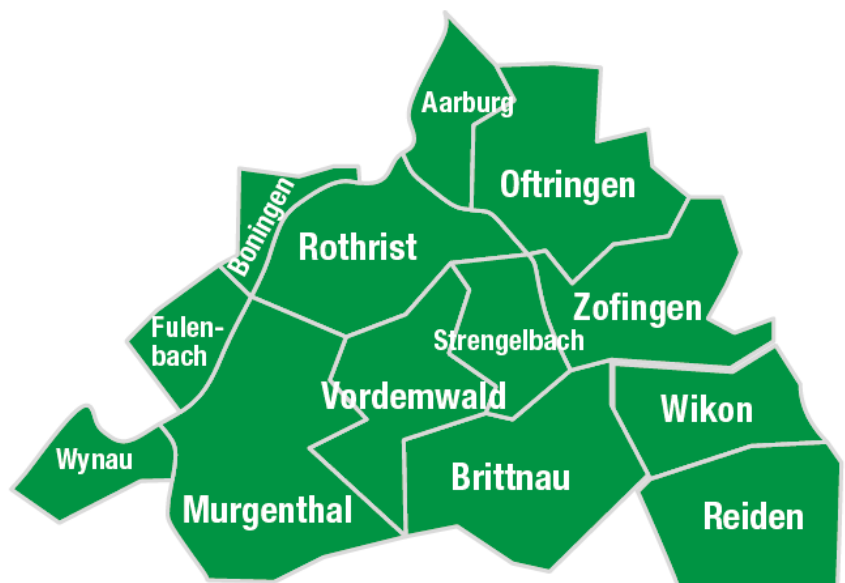 Aarburg
Oftringen
Boningen
Rothrist
Zofingen
Fulen-
bach
Strengelbach
Vordemwald
Wikon
Wynau
Brittnau
Murgenthal
Reiden